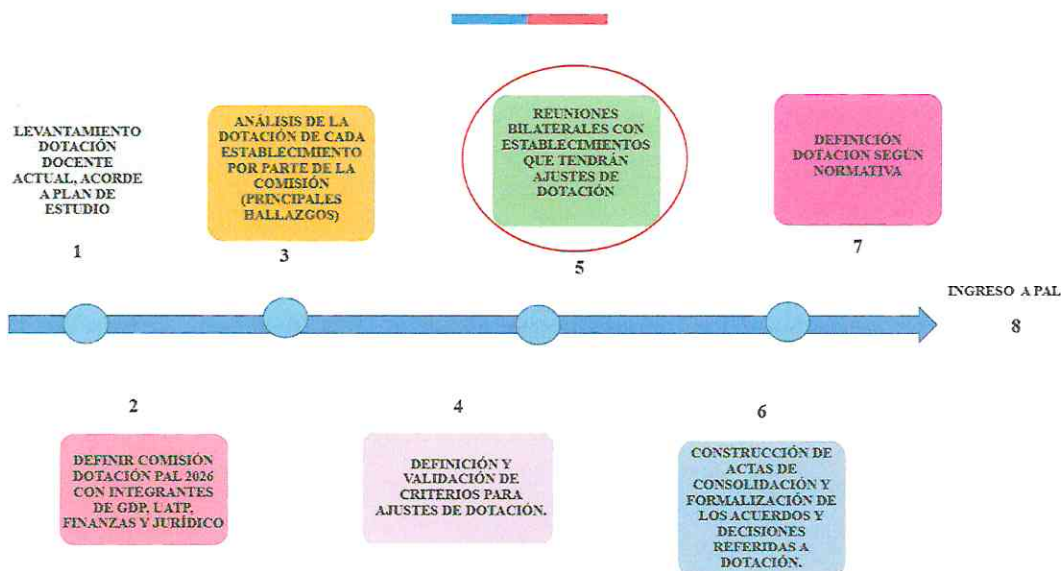 LEVANTAMIENTO
DOTACIÓN
DOCENTE
ACTUAL, ACORDE
A PLAN DE
ESTUDIO
1
ANÁLISIS DE LA
DOTACIÓN DE CADA
ESTABLECIMIENTO
POR PARTE DE LA
COMISIÓN
(PRINCIPALES
HALLAZGOS)
3
REUNIONES
BILATERALES CON
ESTABLECIMIENTOS
QUE TENDRÁN
AJUSTES DE
DOTACIÓN
5
DEFINICIÓN
DOTACION SEGÚN
NORMATIVA
7
INGRESO A PAL
8
2
DEFINIR COMISIÓN
DOTACIÓN PAL 2026
CON INTEGRANTES
DE GDP, UATP,
FINANZAS Y JURÍDICO
4
DEFINICIÓN Y
VALIDACIÓN DE
CRITERIOS PARA
AJUSTES DE DOTACIÓN.
6
CONSTRUCCIÓN DE
ACTAS DE
CONSOLIDACIÓN Y
FORMALIZACIÓN DE
LOS ACUERDOS Y
DECISIONES
REFERIDAS A
DOTACIÓN.